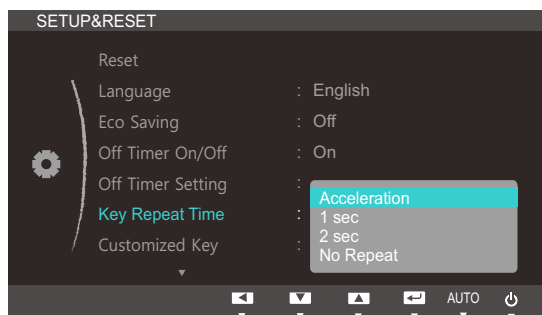 SETUP&RESET
Reset
Language : English
Eco Saving : Off
Off Timer On/Off : On
Off Timer Setting :
Key Repeat Time :
Acceleration
1 sec
2 sec
No Repeat
Customized Key :
AUTO